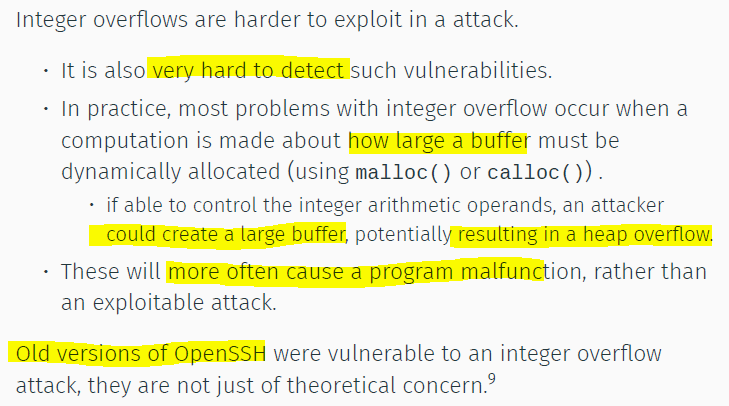 Integer overflows are harder to exploit in a attack.
• It is also very hard to detect such vulnerabilities.
• In practice, most problems with integer overflow occur when a
computation is made about how large a buffer must be
dynamically allocated (using malloc() or calloc()) .
• if able to control the integer arithmetic operands, an attacker
could create a large buffer, potentially resulting in a heap overflow.
• These will more often cause a program malfunction, rather than
an exploitable attack.
Old versions of OpenSSH were vulnerable to an integer overflow
attack, they are not just of theoretical concern.⁹